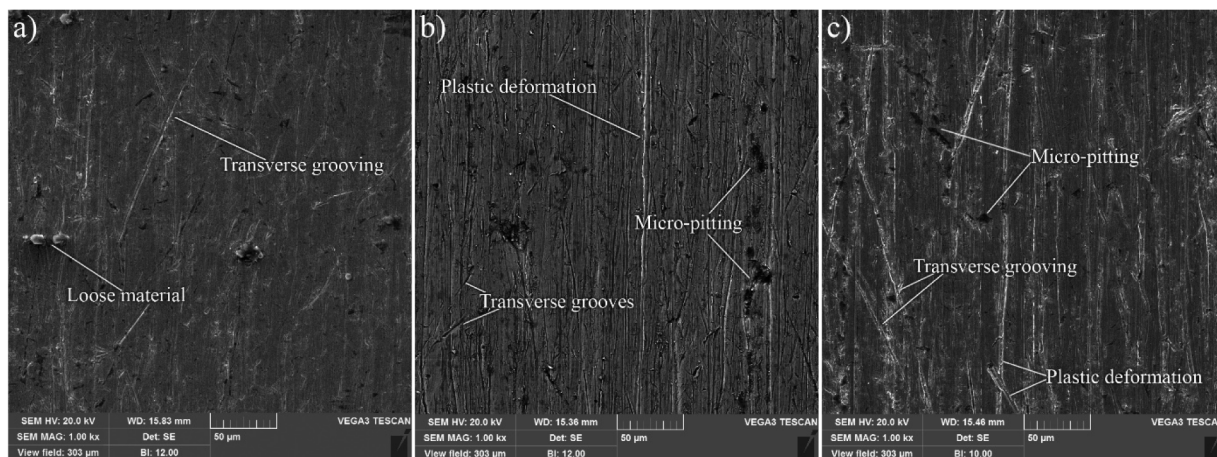 a)
Transverse grooving
Loose material
SEM HV: 20.0 kV WD: 15.83 mm VEGA3 TESCAN
SEM MAG: 1.00 kx Det: SE 50 µm
View field: 303 µm BI: 12.00
b)
Plastic deformation
Micro-pitting
Transverse grooves
SEM HV: 20.0 kV WD: 15.36 mm VEGA3 TESCAN
SEM MAG: 1.00 kx Det: SE 50 µm
View field: 303 µm BI: 12.00
c)
Micro-pitting
Transverse grooving
Plastic deformation
SEM HV: 20.0 kV WD: 15.46 mm VEGA3 TESCAN
SEM MAG: 1.00 kx Det: SE 50 µm
View field: 303 µm BI: 10.00